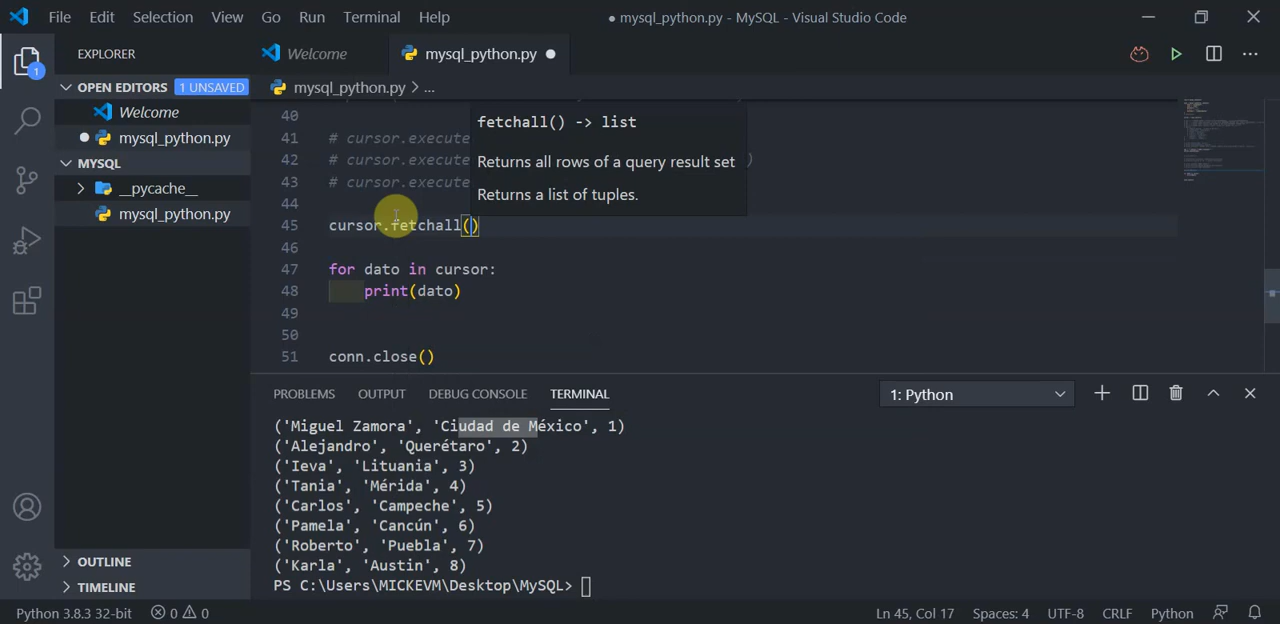 File Edit Selection View Go Run Terminal Help
● mysql_python.py - MySQL - Visual Studio Code
EXPLORER
Welcome
mysql_python.py ●
OPEN EDITORS 1 UNSAVED
mysql_python.py > ...
Welcome
mysql_python.py
MYSQL
__pycache__
mysql_python.py
OUTLINE
TIMELINE
1
fetchall() -> list
Returns all rows of a query result set
Returns a list of tuples.
40
41 # cursor.execute
42 # cursor.execute )
43 # cursor.execute
44
45 cursor.fetchall()
46
47 for dato in cursor:
48 print(dato)
49
50
51 conn.close()
PROBLEMS OUTPUT DEBUG CONSOLE TERMINAL 1: Python
('Miguel Zamora', 'Ciudad de México', 1)
('Alejandro', 'Querétaro', 2)
('Ieva', 'Lituania', 3)
('Tania', 'Mérida', 4)
('Carlos', 'Campeche', 5)
('Pamela', 'Cancún', 6)
('Roberto', 'Puebla', 7)
('Karla', 'Austin', 8)
PS C:\Users\MICKEVM\Desktop\MySQL>
Python 3.8.3 32-bit 0 0 Ln 45, Col 17 Spaces: 4 UTF-8 CRLF Python